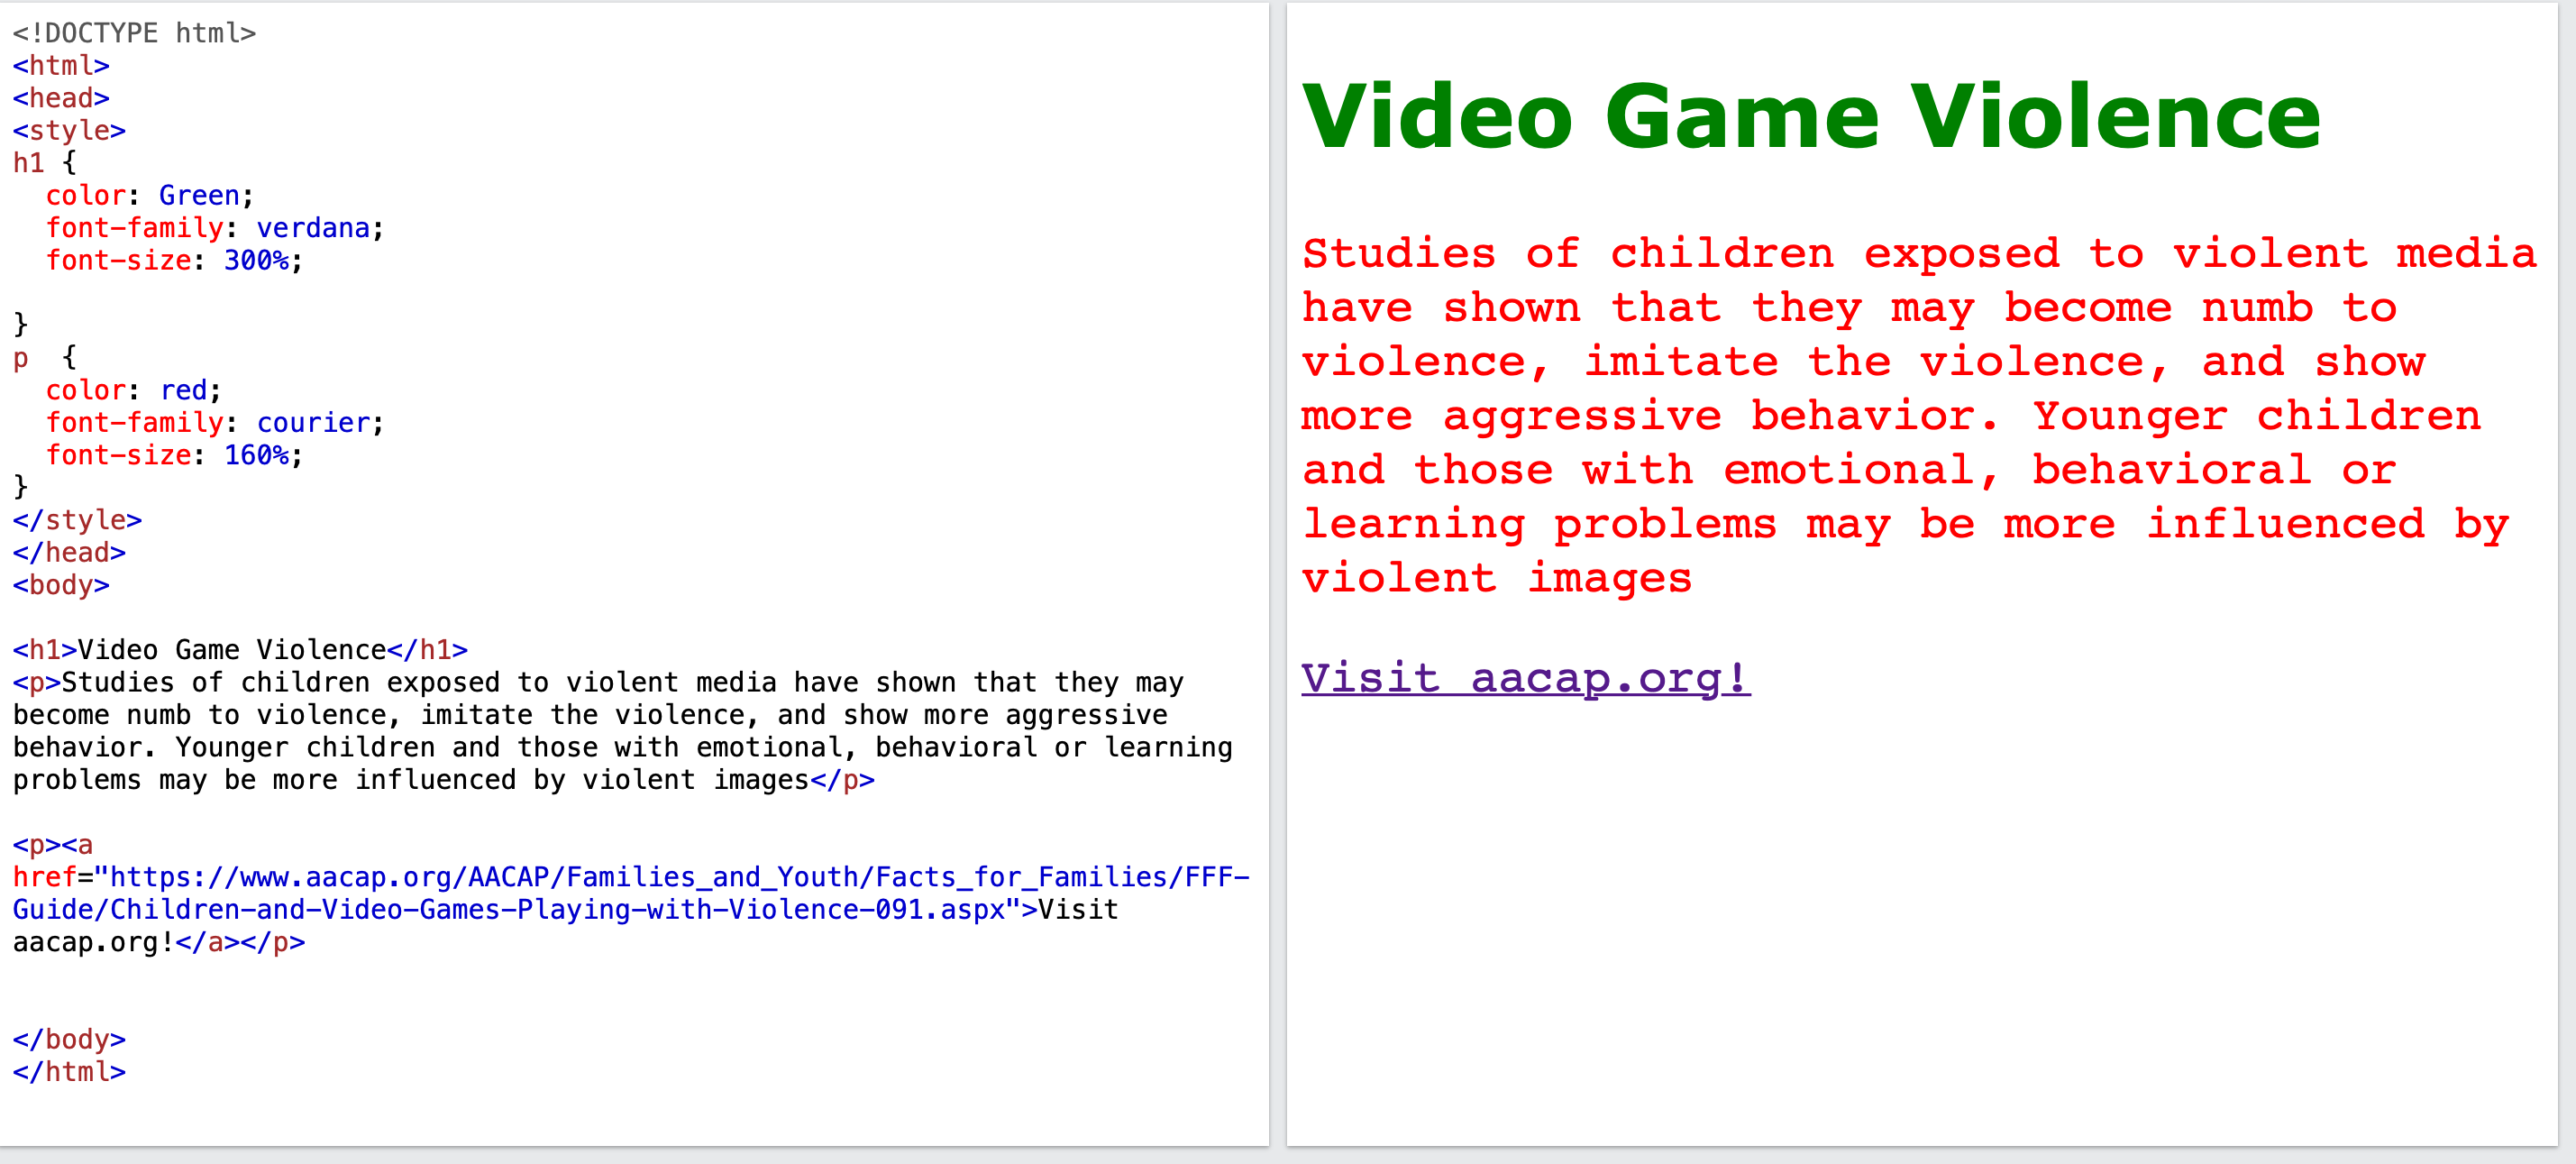 <!DOCTYPE html>
<html>
<head>
<style>
h1 {
  color: Green;
  font-family: verdana;
  font-size: 300%;

}
p  {
  color: red;
  font-family: courier;
  font-size: 160%;
}
</style>
</head>
<body>

<h1>Video Game Violence</h1>
<p>Studies of children exposed to violent media have shown that they may
become numb to violence, imitate the violence, and show more aggressive
behavior. Younger children and those with emotional, behavioral or learning
problems may be more influenced by violent images</p>

<p><a
href="https://www.aacap.org/AACAP/Families_and_Youth/Facts_for_Families/FFF-
Guide/Children-and-Video-Games-Playing-with-Violence-091.aspx">Visit
aacap.org!</a></p>

</body>
</html>

Video Game Violence
Studies of children exposed to violent media
have shown that they may become numb to
violence, imitate the violence, and show
more aggressive behavior. Younger children
and those with emotional, behavioral or
learning problems may be more influenced by
violent images
Visit aacap.org!